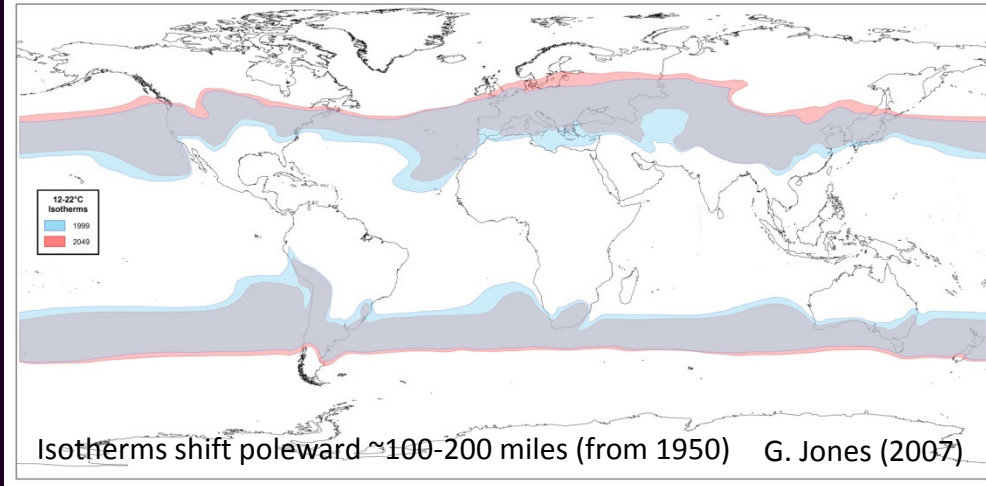 12-22°C
Isotherms
1999
2049
Isotherms shift poleward ~100-200 miles (from 1950) G. Jones (2007)